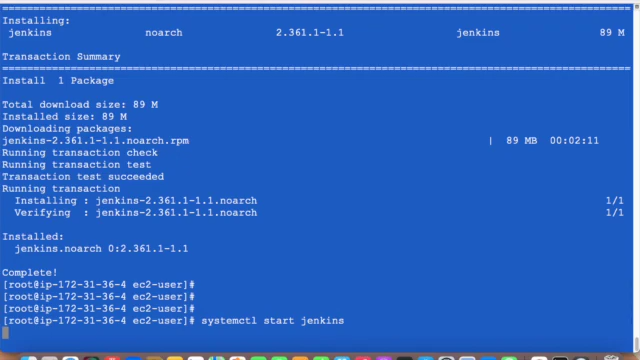 Installing:
jenkins noarch 2.361.1-1.1 jenkins 89 M
Transaction Summary
Install 1 Package
Total download size: 89 M
Installed size: 89 M
Downloading packages:
jenkins-2.361.1-1.1.noarch.rpm | 89 MB 00:02:11
Running transaction check
Running transaction test
Transaction test succeeded
Running transaction
Installing : jenkins-2.361.1-1.1.noarch 1/1
Verifying : jenkins-2.361.1-1.1.noarch 1/1
Installed:
jenkins.noarch 0:2.361.1-1.1
Complete!
[root@ip-172-31-36-4 ec2-user]#
[root@ip-172-31-36-4 ec2-user]#
[root@ip-172-31-36-4 ec2-user]#
[root@ip-172-31-36-4 ec2-user]# systemctl start jenkins